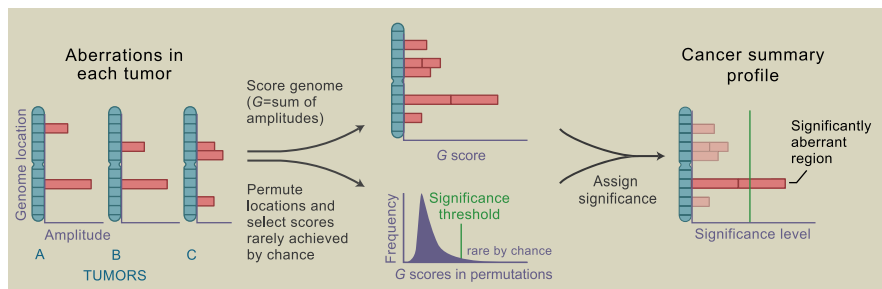 Aberrations in
each tumor
Genome location
Amplitude
A
B
C
TUMORS
Score genome
(G=sum of
amplitudes)
Permute
locations and
select scores
rarely achieved
by chance
G score
Frequency
Significance
threshold
rare by chance
G scores in permutations
Assign
significance
Cancer summary
profile
Significantly
aberrant
region
Significance level